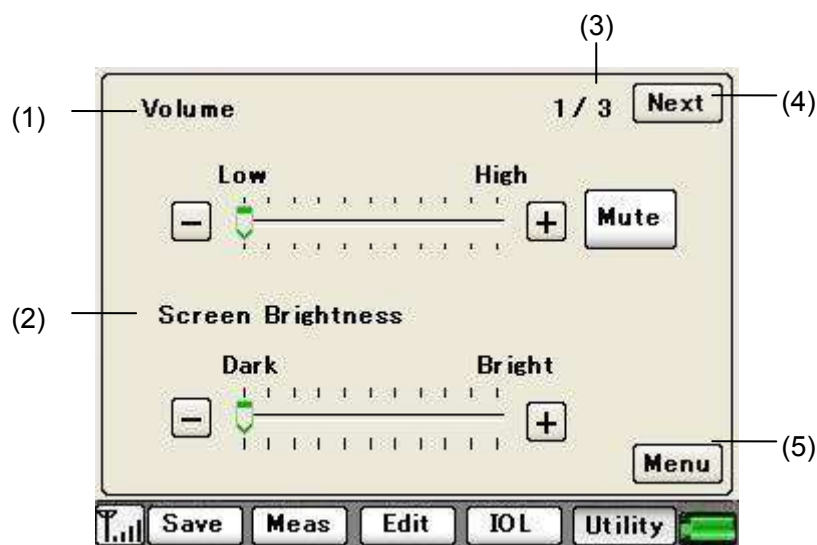 (3)
(1) Volume 1 / 3 Next (4)
Low High
− + Mute
(2) Screen Brightness
Dark Bright
− +
Menu (5)
Save Meas Edit IOL Utility